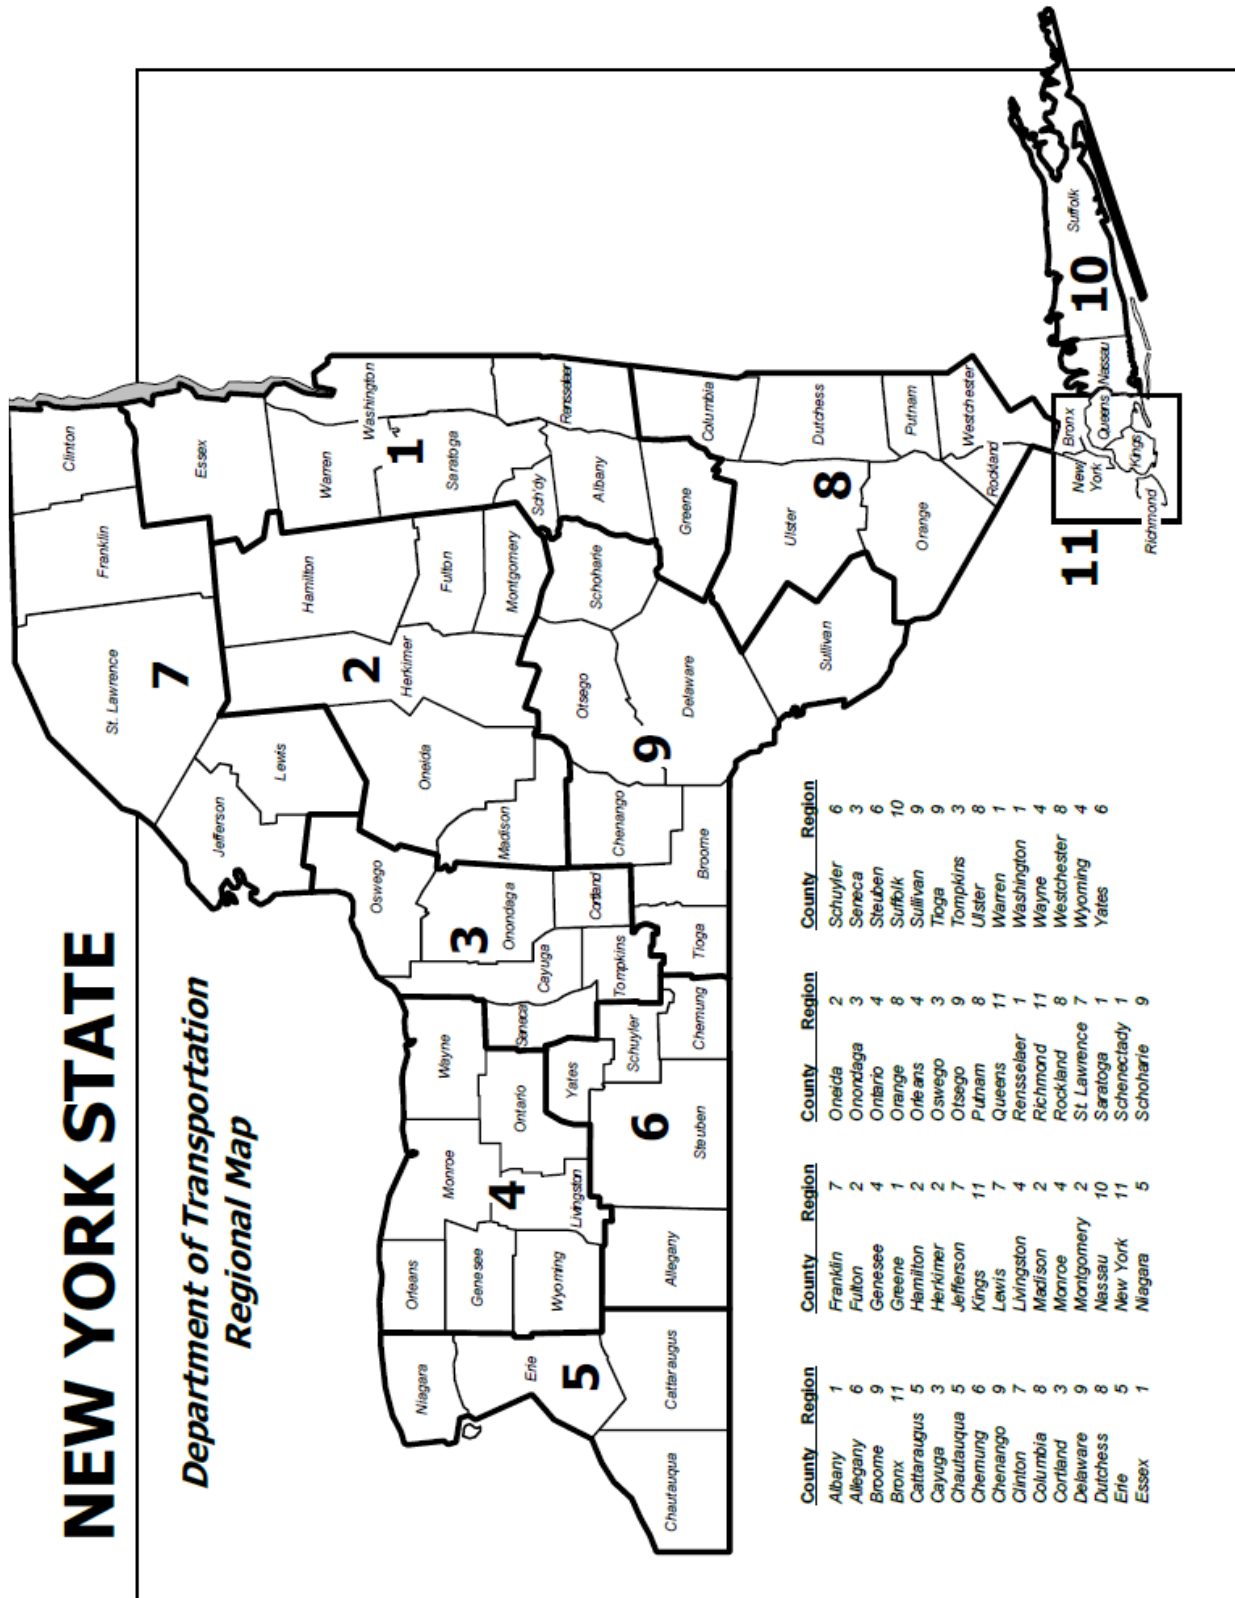 NEW YORK STATE
Department of Transportation
Regional Map
Clinton
Franklin
St. Lawrence
7
Essex
Jefferson
Lewis
Hamilton
2
Herkimer
Warren
Washington
1
Saratoga
Fulton
Montgomery
Sch'dy
Rensselaer
Albany
Oswego
Oneida
Madison
3
Onondaga
Cayuga
Cortland
Tompkins
Seneca
Wayne
Ontario
Yates
Monroe
4
Livingston
Orleans
Genesee
Wyoming
Niagara
Erie
5
Chautauqua
Cattaraugus
Allegany
6
Steuben
Schuyler
Chemung
Tioga
Broome
Chenango
9
Otsego
Schoharie
Delaware
Greene
Columbia
Sullivan
Ulster
8
Dutchess
Orange
Putnam
Rockland
Westchester
11
New
York
Bronx
Queens
Kings
Richmond
Nassau
10
Suffolk
County Region
Albany 1
Allegany 6
Broome 9
Bronx 11
Cattaraugus 5
Cayuga 3
Chautauqua 5
Chemung 6
Chenango 9
Clinton 7
Columbia 8
Cortland 3
Delaware 9
Dutchess 8
Erie 5
Essex 1
County Region
Franklin 7
Fulton 2
Genesee 4
Greene 1
Hamilton 2
Herkimer 2
Jefferson 7
Kings 11
Lewis 7
Livingston 4
Madison 2
Monroe 4
Montgomery 2
Nassau 10
New York 11
Niagara 5
County Region
Oneida 2
Onondaga 3
Ontario 4
Orange 8
Orleans 4
Oswego 3
Otsego 9
Putnam 8
Queens 11
Rensselaer 1
Richmond 11
Rockland 8
St. Lawrence 7
Saratoga 1
Schenectady 1
Schoharie 9
County Region
Schuyler 6
Seneca 3
Steuben 6
Suffolk 10
Sullivan 9
Tioga 9
Tompkins 3
Ulster 8
Warren 1
Washington 1
Wayne 4
Westchester 8
Wyoming 4
Yates 6